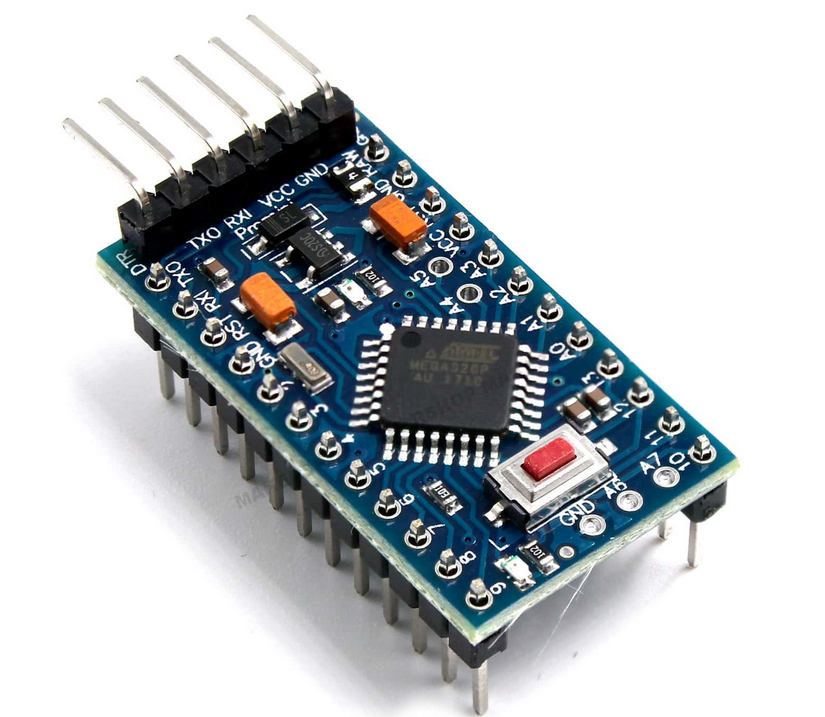 DTR TXO RXI VCC GND
TXO
RXI
RST
GND
2
3
4
5
6
7
8
9
RAW
GND
VCC
A3
A2
A1
A0
13
12
11
10
A5
A4
102
ATMEL
MEGA328P
AU 1710
103
A7
A6
GND
L
102